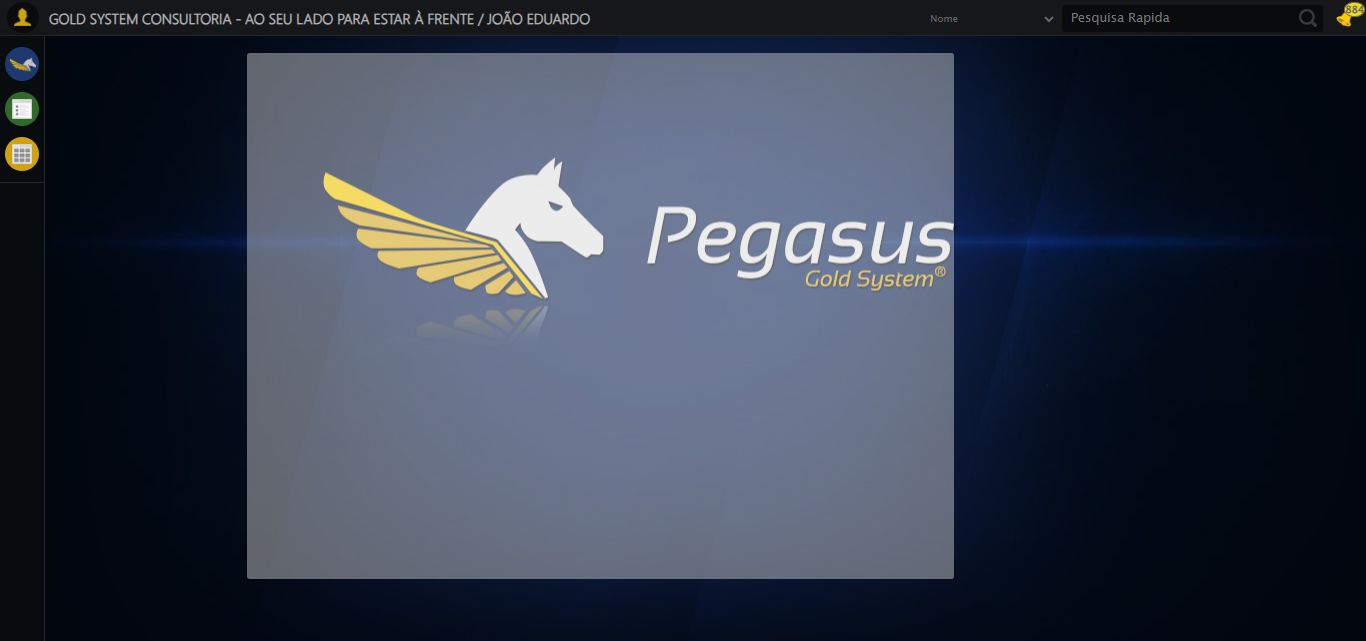 GOLD SYSTEM CONSULTORIA - AO SEU LADO PARA ESTAR À FRENTE / JOÃO EDUARDO
Nome
Pesquisa Rapida
884
Pegasus
Gold System®